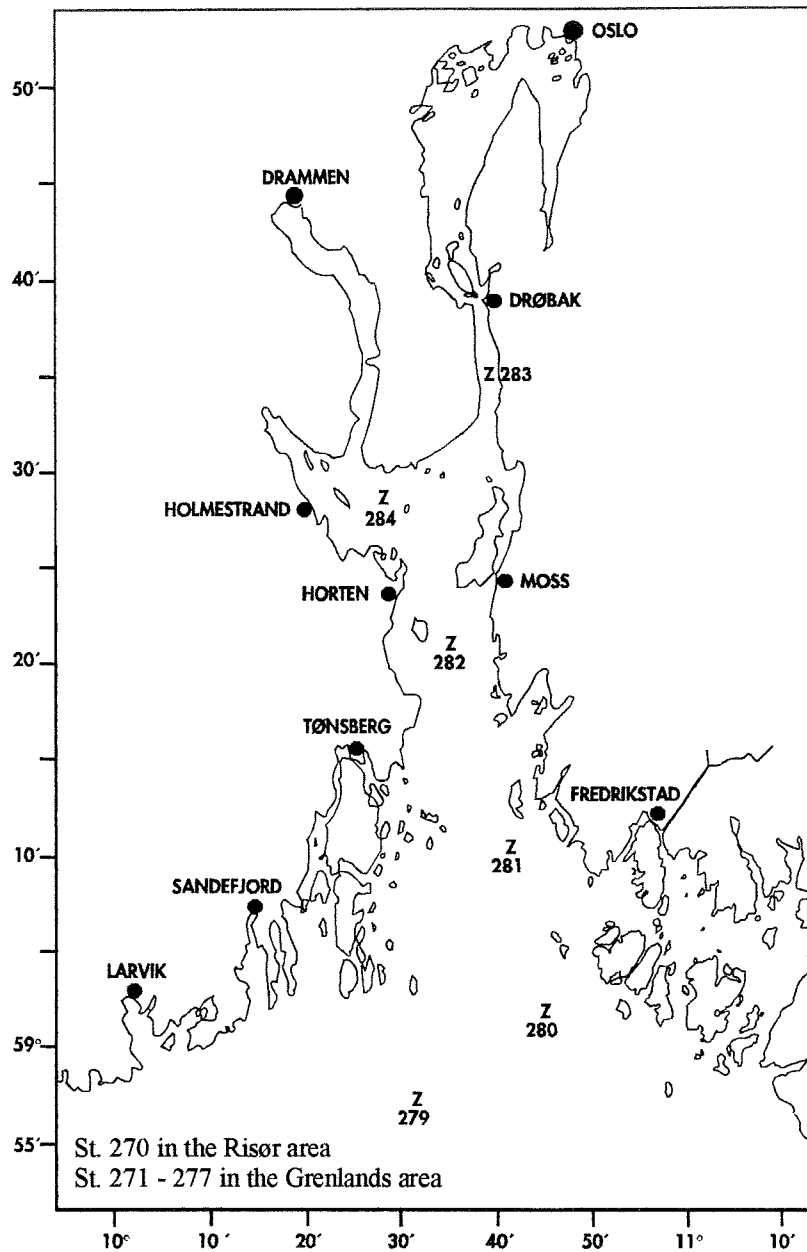 OSLO
50′
DRAMMEN
40′
DRØBAK
Z 283
30′
Z
284
HOLMESTRAND
MOSS
HORTEN
Z
282
20′
TØNSBERG
FREDRIKSTAD
Z
281
10′
SANDEFJORD
LARVIK
Z
280
59°
Z
279
55′
St. 270 in the Risør area
St. 271 - 277 in the Grenlands area
10° 10 ′ 20′ 30′ 40′ 50′ 11° 10′